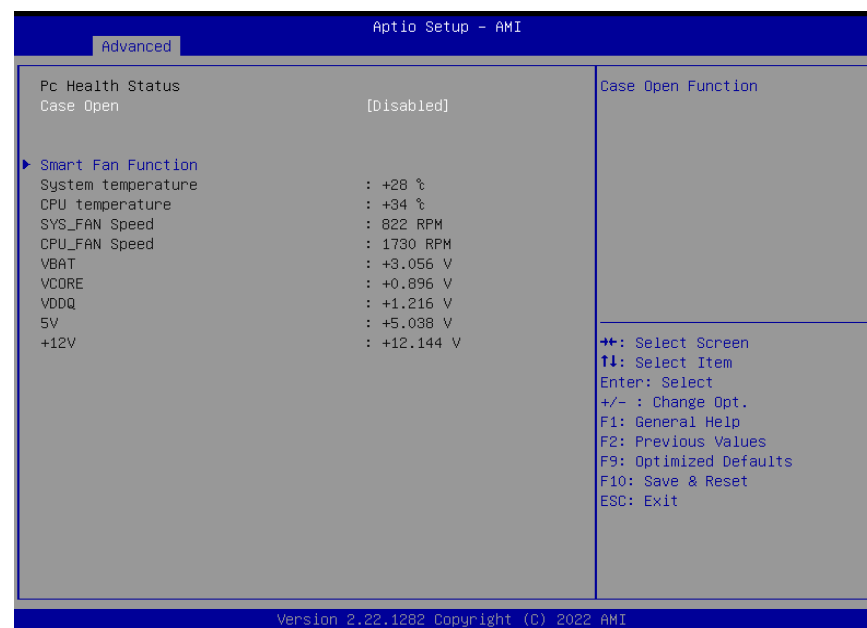 Aptio Setup - AMI
Advanced
Pc Health Status
Case Open [Disabled]
Smart Fan Function
System temperature : +28 ℃
CPU temperature : +34 ℃
SYS_FAN Speed : 822 RPM
CPU_FAN Speed : 1730 RPM
VBAT : +3.056 V
VCORE : +0.896 V
VDDQ : +1.216 V
5V : +5.038 V
+12V : +12.144 V
Case Open Function
→←: Select Screen
↑↓: Select Item
Enter: Select
+/- : Change Opt.
F1: General Help
F2: Previous Values
F9: Optimized Defaults
F10: Save & Reset
ESC: Exit
Version 2.22.1282 Copyright (C) 2022 AMI